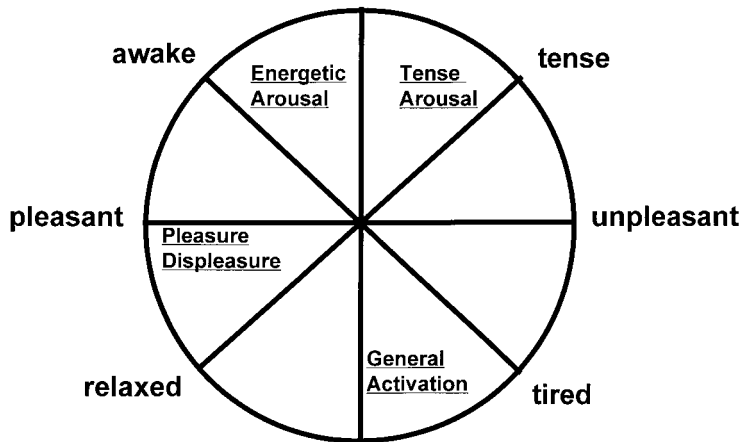 awake
Energetic
Arousal
Tense
Arousal
tense
pleasant
unpleasant
Pleasure
Displeasure
relaxed
General
Activation
tired